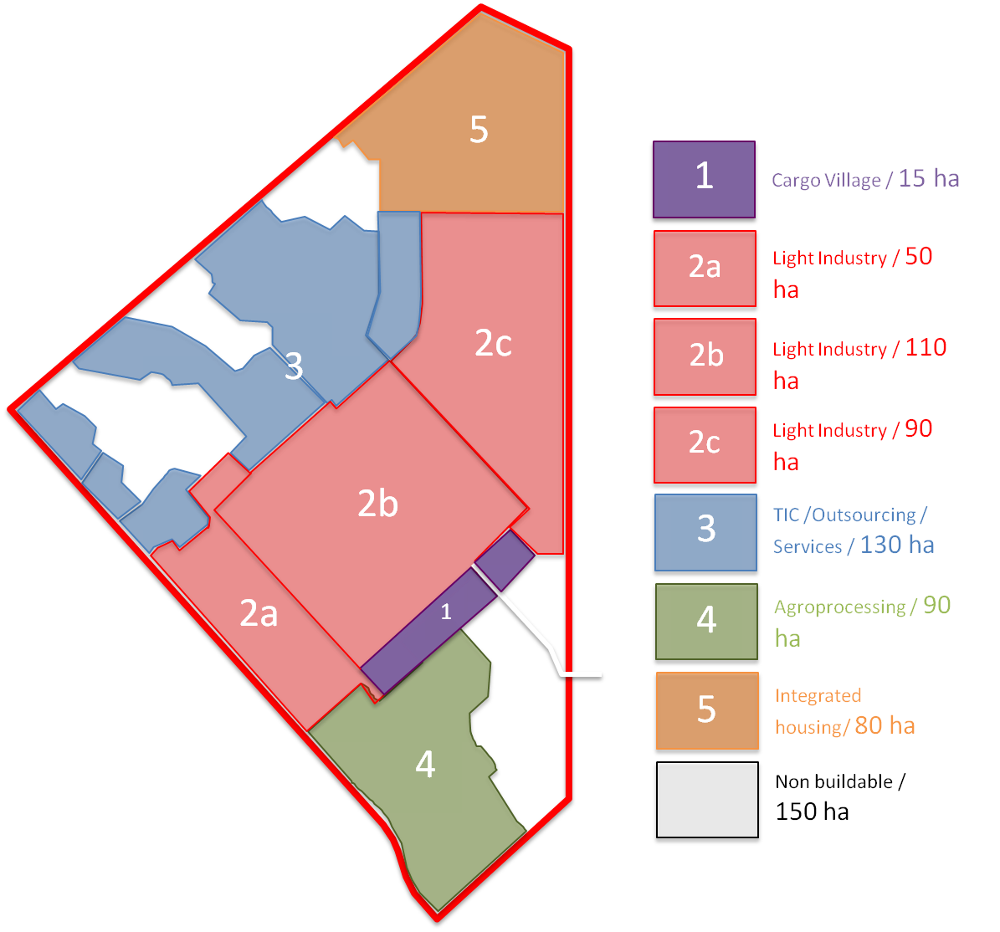 5
3
2c
2b
2a
1
4
1
Cargo Village / 15 ha
2a
Light Industry / 50
ha
2b
Light Industry / 110
ha
2c
Light Industry / 90
ha
3
TIC /Outsourcing /
Services / 130 ha
4
Agroprocessing / 90
ha
5
Integrated
housing/ 80 ha
Non buildable /
150 ha